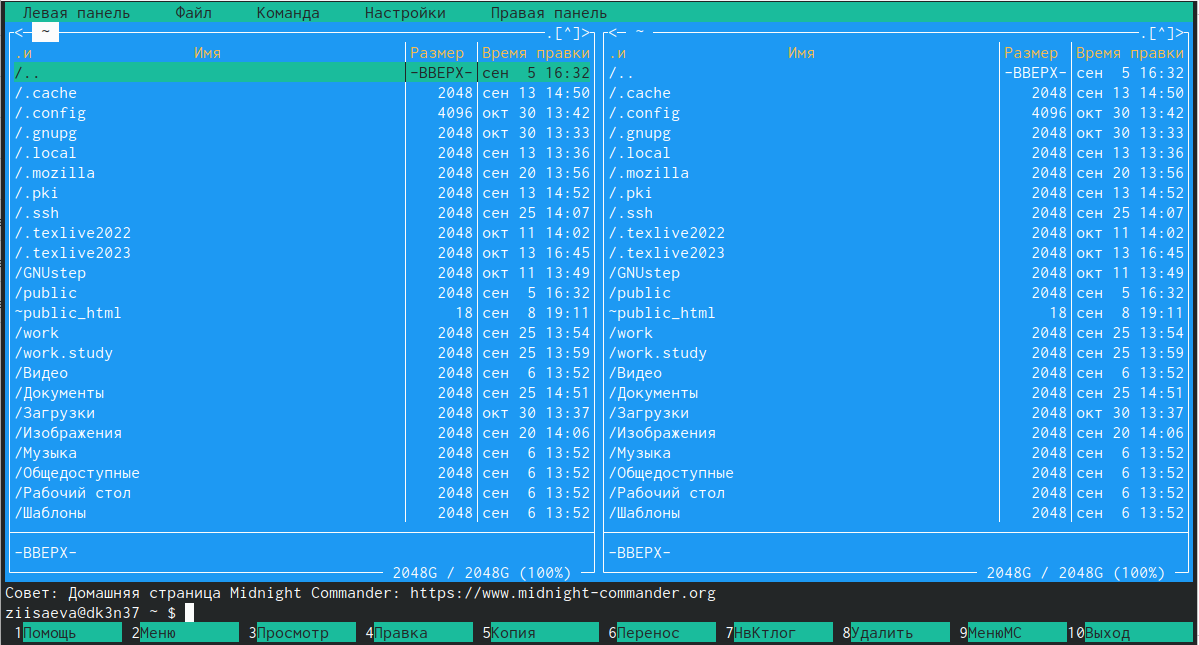 Левая панель Файл Команда Настройки Правая панель
<─ ~ .[^]> <─ ~ .[^]>
.и Имя Размер Время правки .и Имя Размер Время правки
/.. -ВВЕРХ- сен 5 16:32 /.. -ВВЕРХ- сен 5 16:32
/.cache 2048 сен 13 14:50 /.cache 2048 сен 13 14:50
/.config 4096 окт 30 13:42 /.config 4096 окт 30 13:42
/.gnupg 2048 окт 30 13:33 /.gnupg 2048 окт 30 13:33
/.local 2048 сен 13 13:36 /.local 2048 сен 13 13:36
/.mozilla 2048 сен 20 13:56 /.mozilla 2048 сен 20 13:56
/.pki 2048 сен 13 14:52 /.pki 2048 сен 13 14:52
/.ssh 2048 сен 25 14:07 /.ssh 2048 сен 25 14:07
/.texlive2022 2048 окт 11 14:02 /.texlive2022 2048 окт 11 14:02
/.texlive2023 2048 окт 13 16:45 /.texlive2023 2048 окт 13 16:45
/GNUstep 2048 окт 11 13:49 /GNUstep 2048 окт 11 13:49
/public 2048 сен 5 16:32 /public 2048 сен 5 16:32
~public_html 18 сен 8 19:11 ~public_html 18 сен 8 19:11
/work 2048 сен 25 13:54 /work 2048 сен 25 13:54
/work.study 2048 сен 25 13:59 /work.study 2048 сен 25 13:59
/Видео 2048 сен 6 13:52 /Видео 2048 сен 6 13:52
/Документы 2048 сен 25 14:51 /Документы 2048 сен 25 14:51
/Загрузки 2048 окт 30 13:37 /Загрузки 2048 окт 30 13:37
/Изображения 2048 сен 20 14:06 /Изображения 2048 сен 20 14:06
/Музыка 2048 сен 6 13:52 /Музыка 2048 сен 6 13:52
/Общедоступные 2048 сен 6 13:52 /Общедоступные 2048 сен 6 13:52
/Рабочий стол 2048 сен 6 13:52 /Рабочий стол 2048 сен 6 13:52
/Шаблоны 2048 сен 6 13:52 /Шаблоны 2048 сен 6 13:52
-ВВЕРХ- -ВВЕРХ-
2048G / 2048G (100%) 2048G / 2048G (100%)
Совет: Домашняя страница Midnight Commander: https://www.midnight-commander.org
ziisaeva@dk3n37 ~ $
1Помощь 2Меню 3Просмотр 4Правка 5Копия 6Перенос 7НвКтлог 8Удалить 9МенюMC 10Выход